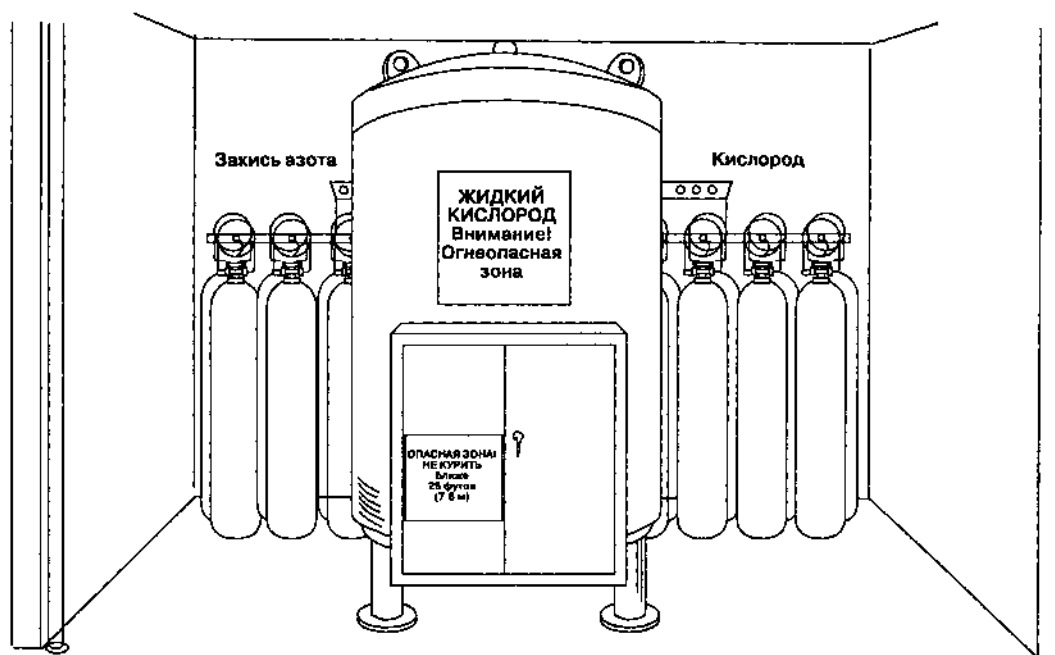 Закись азота
Кислород
ЖИДКИЙ
КИСЛОРОД
Внимание!
Огнеопасная
зона
ОПАСНАЯ ЗОНА!
НЕ КУРИТЬ
ближе
25 футов
(7 6 м)